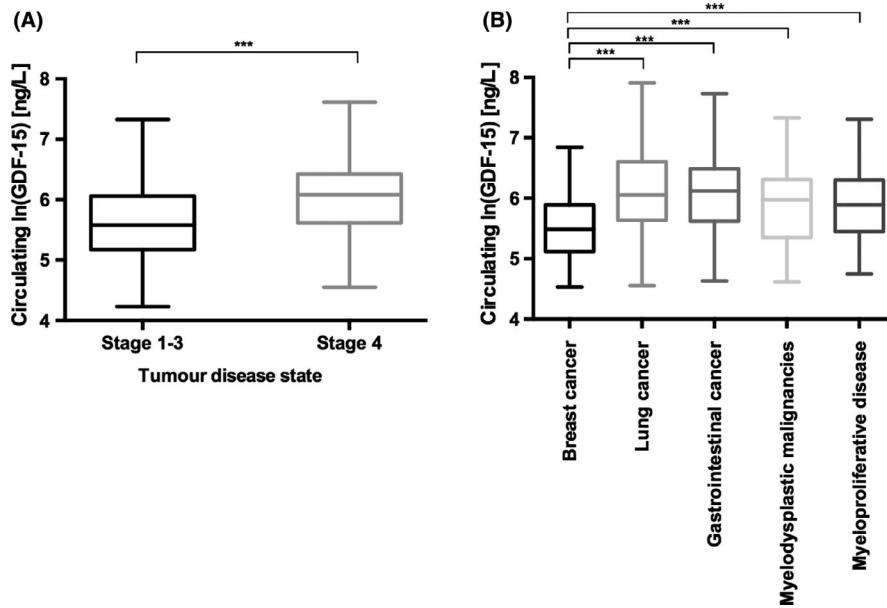 (A)
***
Circulating ln(GDF-15) [ng/L]
8
7
6
5
4
Stage 1-3
Stage 4
Tumour disease state
(B)
***
***
***
***
Circulating ln(GDF-15) [ng/L]
8
7
6
5
4
Breast cancer
Lung cancer
Gastrointestinal cancer
Myelodysplastic malignancies
Myeloproliferative disease